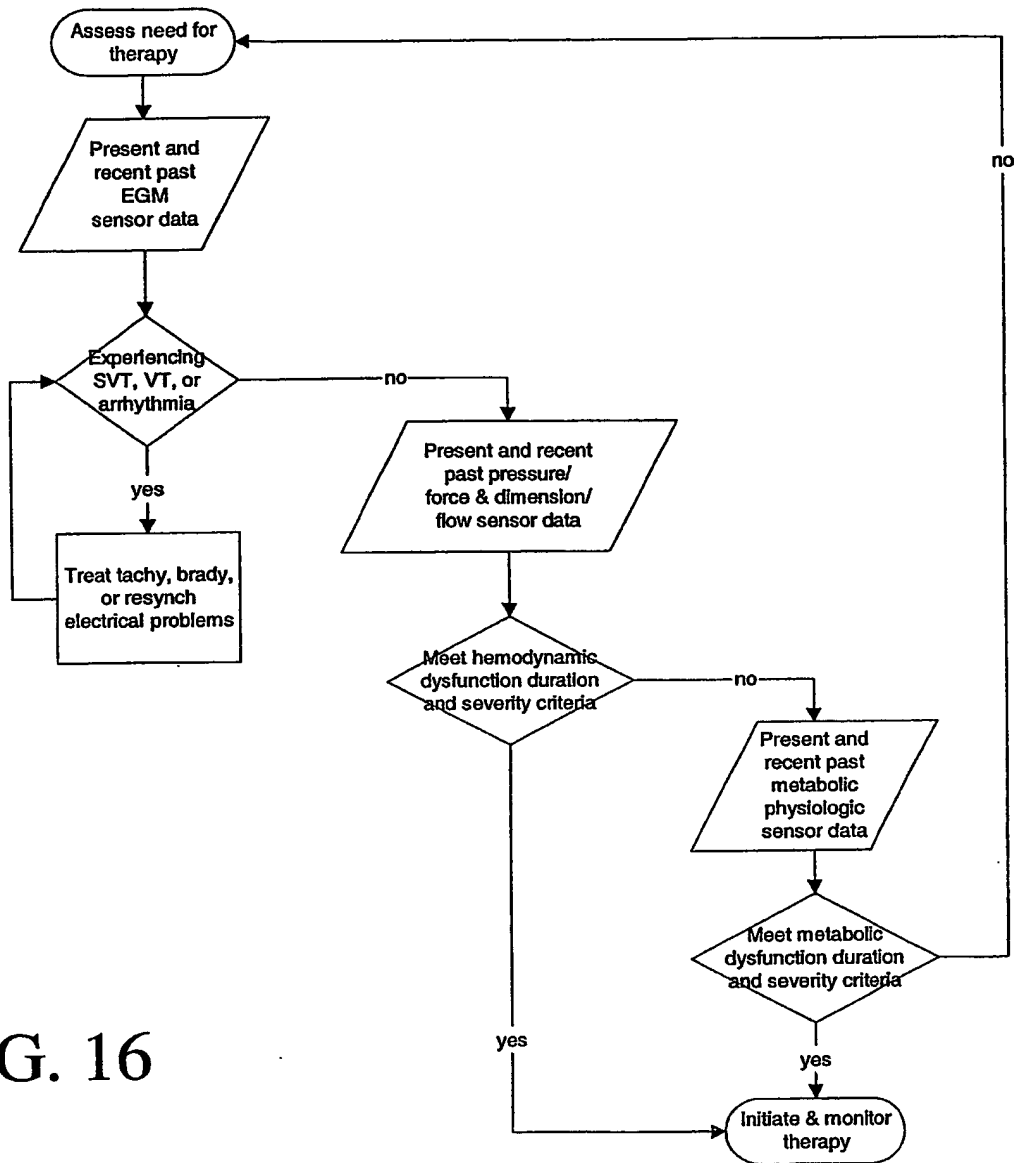 Assess need for
therapy
Present and
recent past
EGM
sensor data
no
Experiencing
SVT, VT, or
arrhythmia
no
yes
Present and recent
past pressure/
force & dimension/
flow sensor data
Treat tachy, brady,
or resynch
electrical problems
Meet hemodynamic
dysfunction duration
and severity criteria
no
Present and
recent past
metabolic
physiologic
sensor data
Meet metabolic
dysfunction duration
and severity criteria
yes
yes
Initiate & monitor
therapy
G. 16